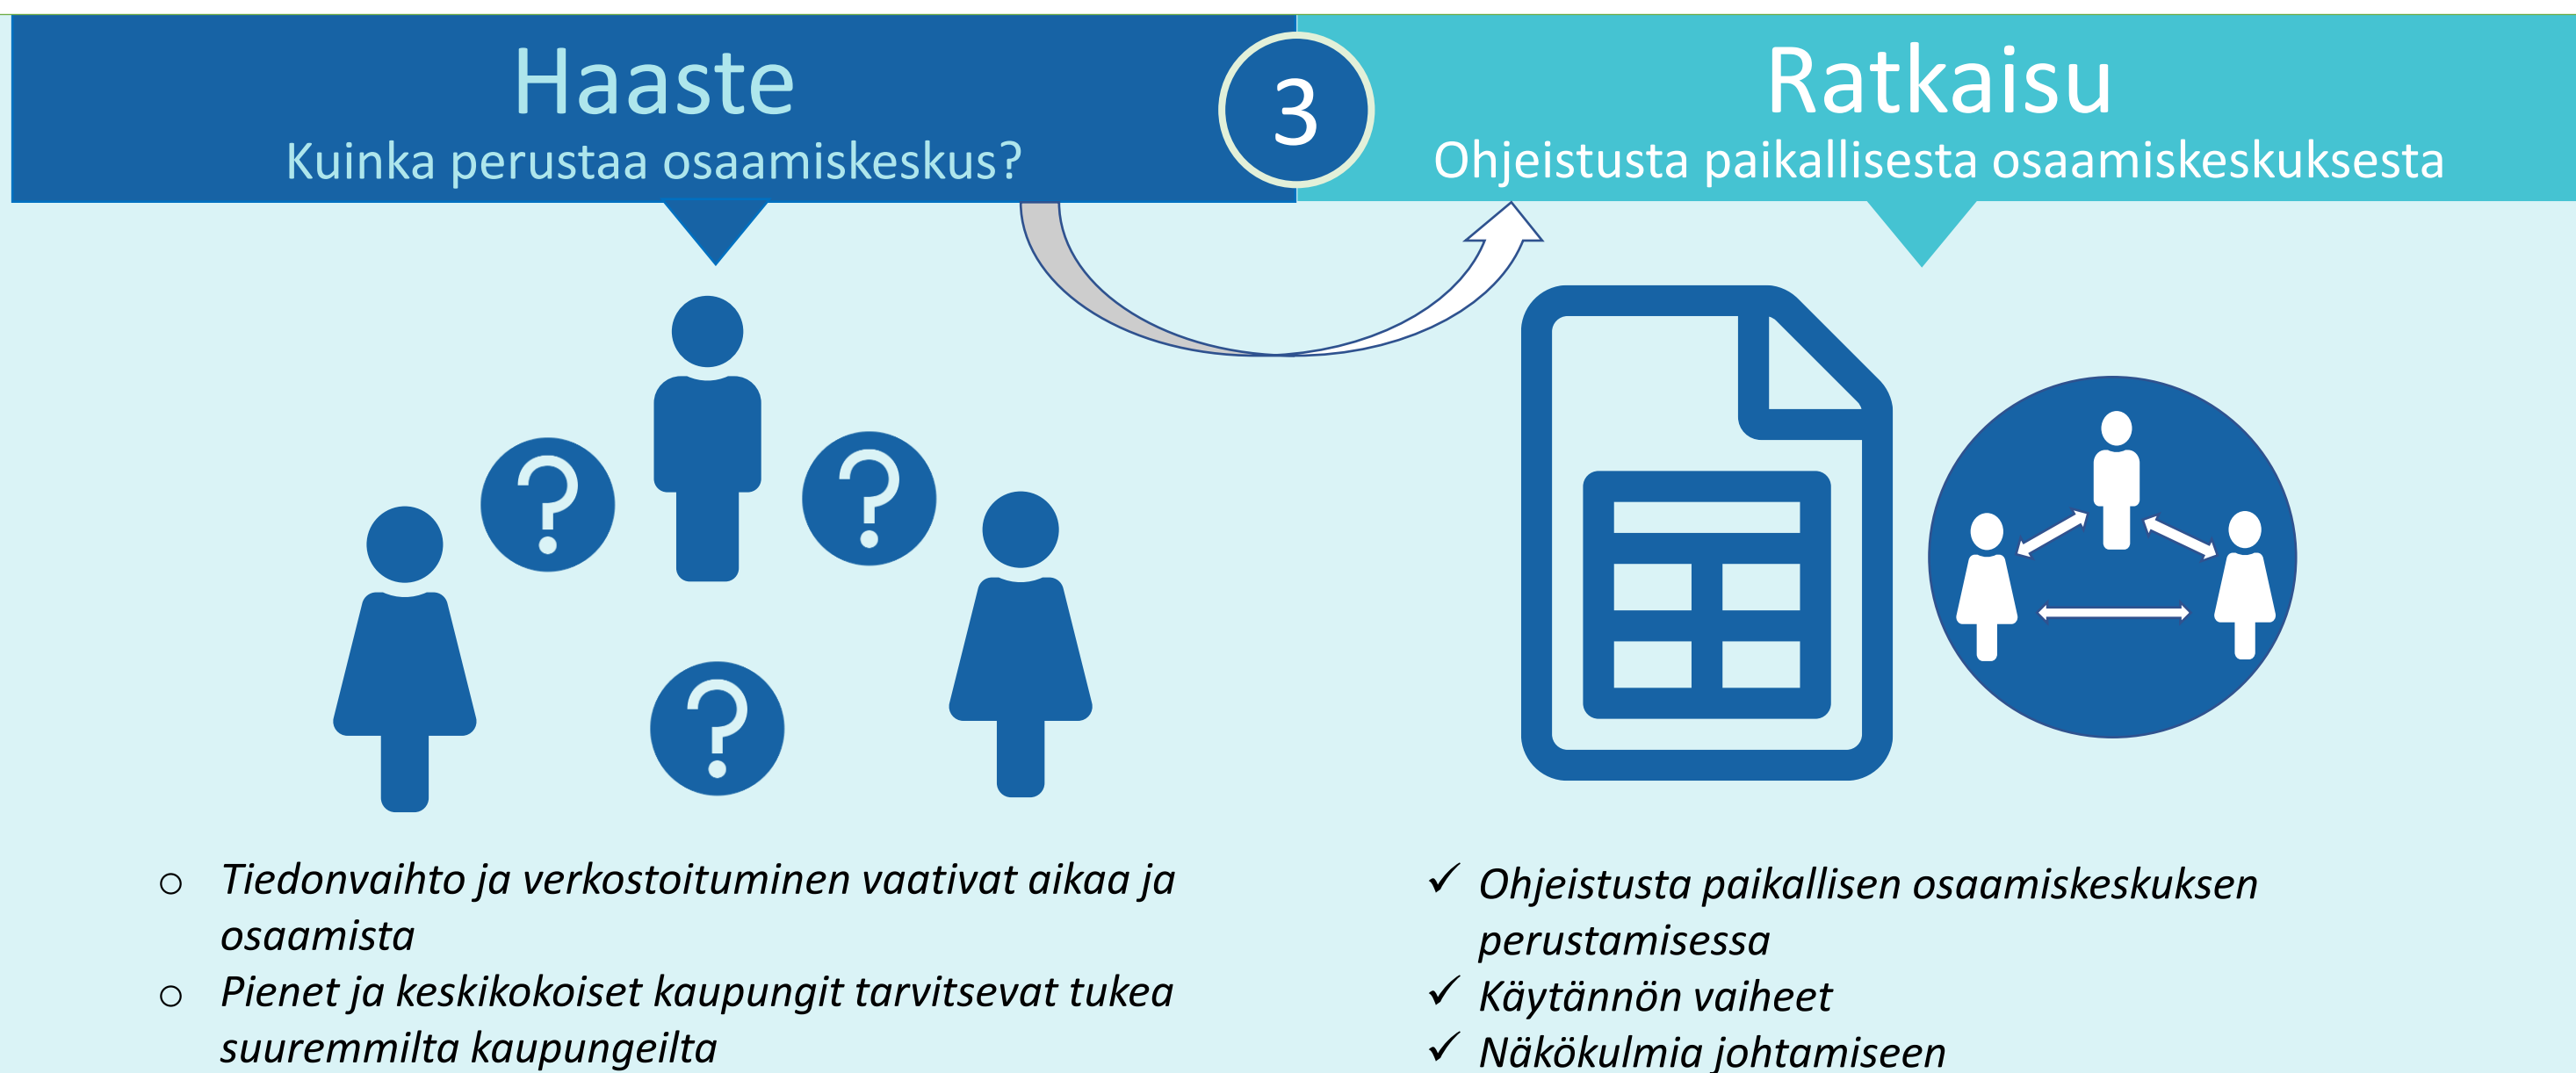 Haaste
Kuinka perustaa osaamiskeskus?
3
Ratkaisu
Ohjeistusta paikallisesta osaamiskeskuksesta
?
?
?
o Tiedonvaihto ja verkostoituminen vaativat aikaa ja
osaamista
o Pienet ja keskikokoiset kaupungit tarvitsevat tukea
suuremmilta kaupungeilta
✓ Ohjeistusta paikallisen osaamiskeskuksen
perustamisessa
✓ Käytännön vaiheet
✓ Näkökulmia johtamiseen